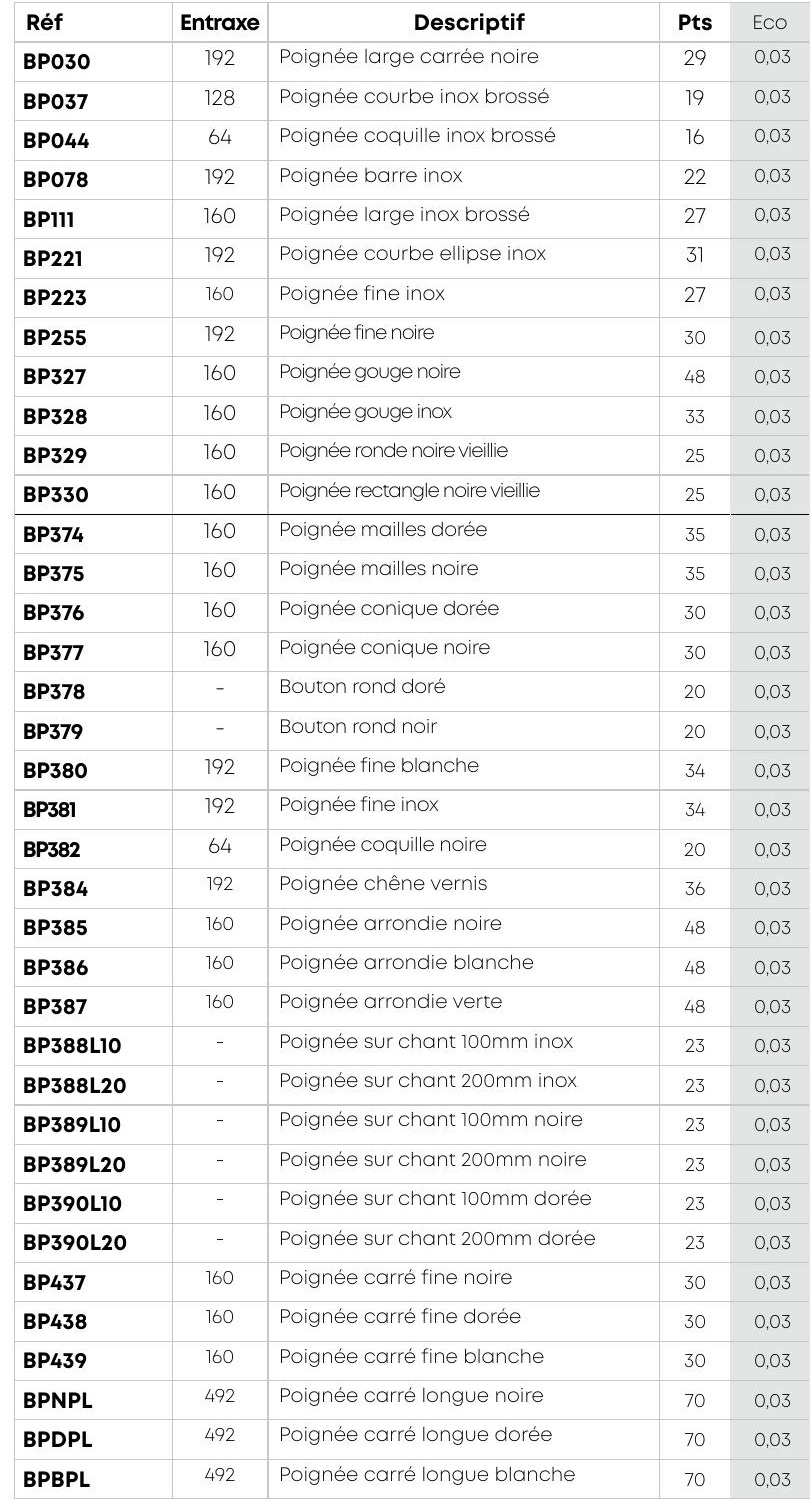 Réf Entraxe Descriptif Pts Eco
BP030 192 Poignée large carrée noire 29 0,03
BP037 128 Poignée courbe inox brossé 19 0,03
BP044 64 Poignée coquille inox brossé 16 0,03
BP078 192 Poignée barre inox 22 0,03
BP111 160 Poignée large inox brossé 27 0,03
BP221 192 Poignée courbe ellipse inox 31 0,03
BP223 160 Poignée fine inox 27 0,03
BP255 192 Poignée fine noire 30 0,03
BP327 160 Poignée gouge noire 48 0,03
BP328 160 Poignée gouge inox 33 0,03
BP329 160 Poignée ronde noire vieillie 25 0,03
BP330 160 Poignée rectangle noire vieillie 25 0,03
BP374 160 Poignée mailles dorée 35 0,03
BP375 160 Poignée mailles noire 35 0,03
BP376 160 Poignée conique dorée 30 0,03
BP377 160 Poignée conique noire 30 0,03
BP378 - Bouton rond doré 20 0,03
BP379 - Bouton rond noir 20 0,03
BP380 192 Poignée fine blanche 34 0,03
BP381 192 Poignée fine inox 34 0,03
BP382 64 Poignée coquille noire 20 0,03
BP384 192 Poignée chêne vernis 36 0,03
BP385 160 Poignée arrondie noire 48 0,03
BP386 160 Poignée arrondie blanche 48 0,03
BP387 160 Poignée arrondie verte 48 0,03
BP388L10 - Poignée sur chant 100mm inox 23 0,03
BP388L20 - Poignée sur chant 200mm inox 23 0,03
BP389L10 - Poignée sur chant 100mm noire 23 0,03
BP389L20 - Poignée sur chant 200mm noire 23 0,03
BP390L10 - Poignée sur chant 100mm dorée 23 0,03
BP390L20 - Poignée sur chant 200mm dorée 23 0,03
BP437 160 Poignée carré fine noire 30 0,03
BP438 160 Poignée carré fine dorée 30 0,03
BP439 160 Poignée carré fine blanche 30 0,03
BPNPL 492 Poignée carré longue noire 70 0,03
BPDPL 492 Poignée carré longue dorée 70 0,03
BPBPL 492 Poignée carré longue blanche 70 0,03